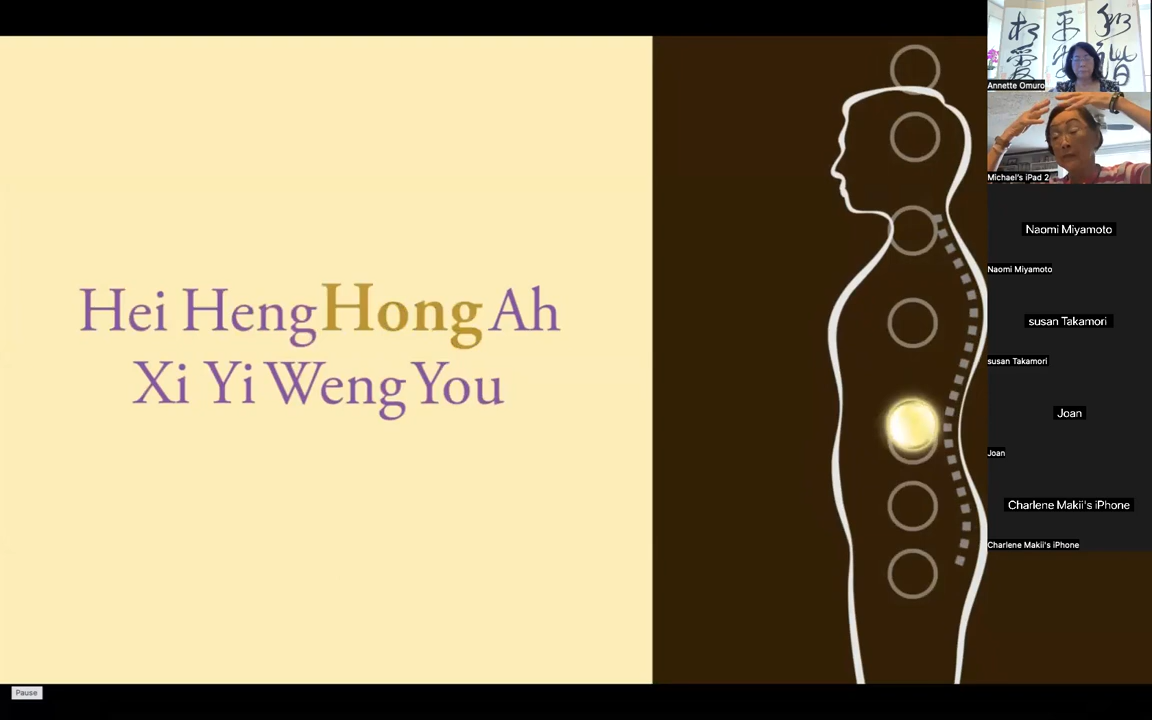 Hei Heng Hong Ah
Xi Yi Weng You
Pause
Annette Omuro
Michael's iPad 2
Naomi Miyamoto
Naomi Miyamoto
susan Takamori
susan Takamori
Joan
Joan
Charlene Makii's iPhone
Charlene Makii's iPhone